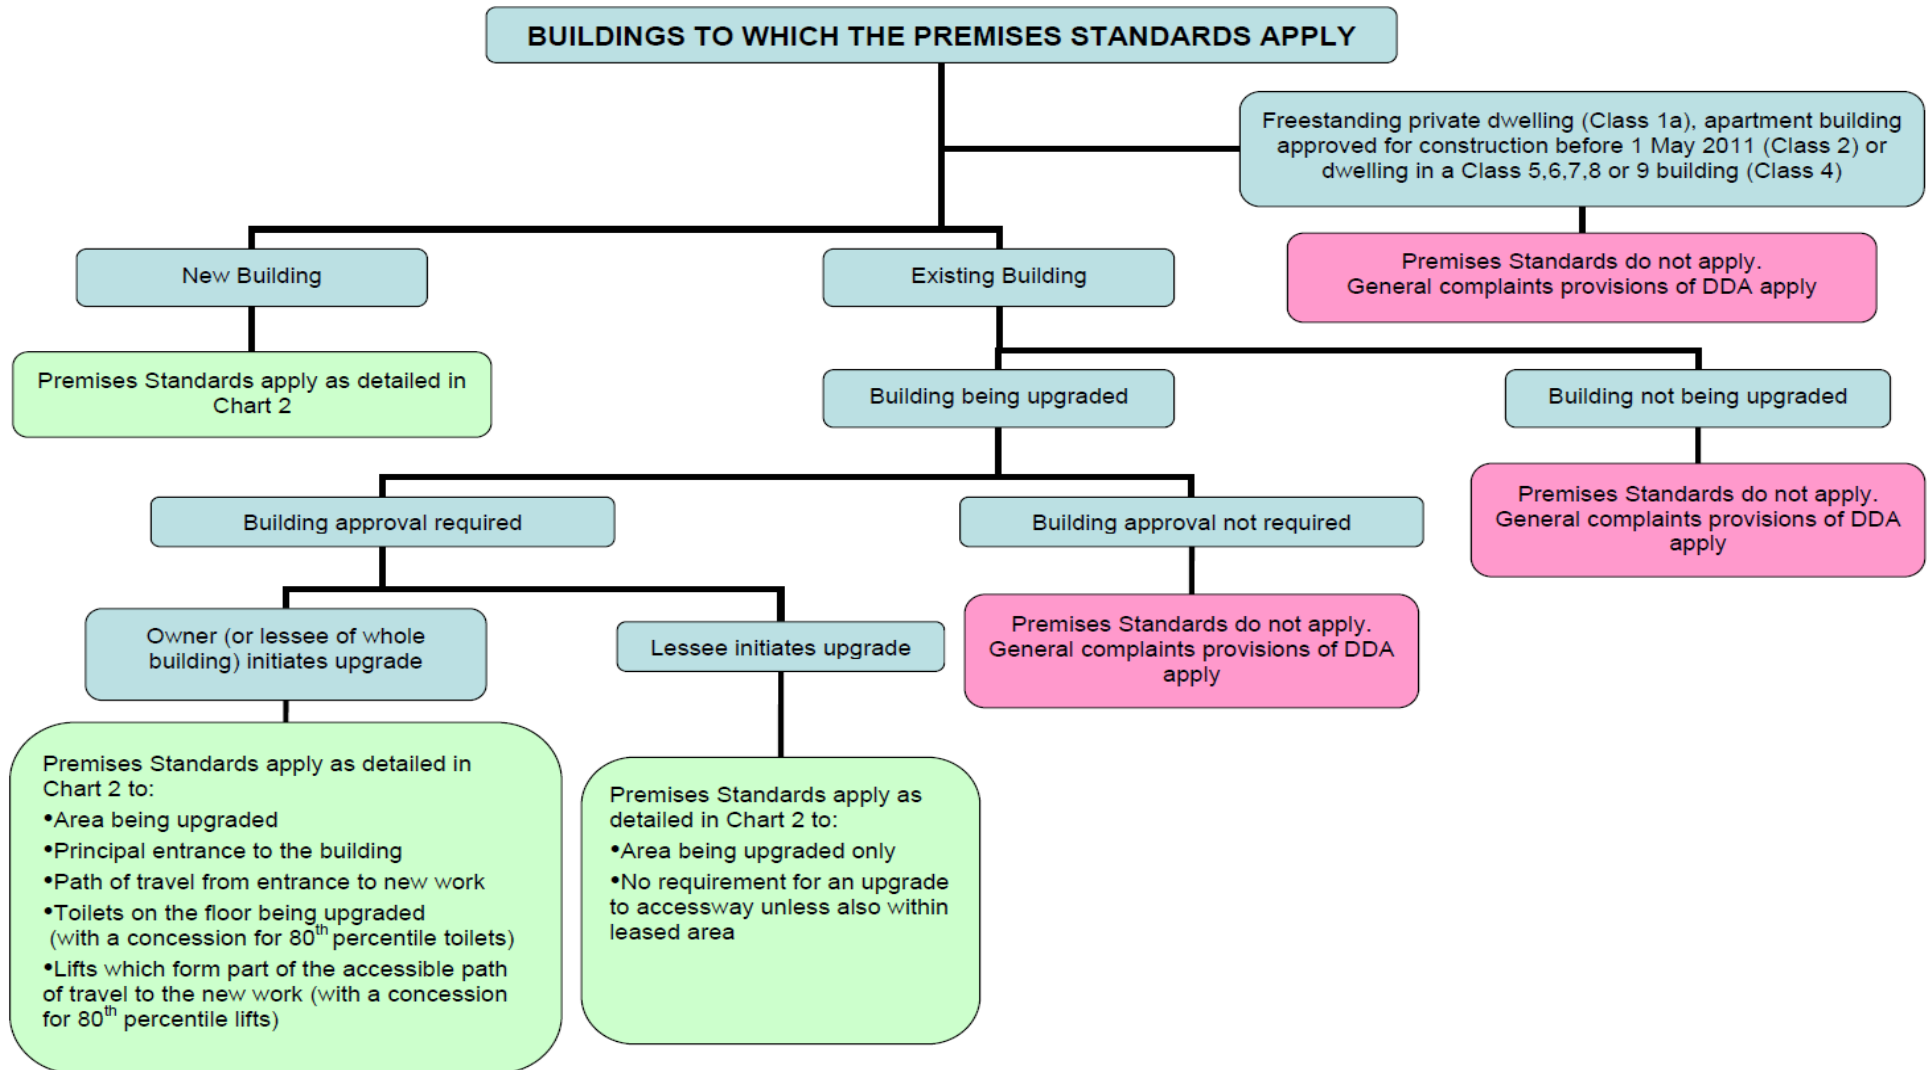 BUILDINGS TO WHICH THE PREMISES STANDARDS APPLY
Freestanding private dwelling (Class 1a), apartment building
approved for construction before 1 May 2011 (Class 2) or
dwelling in a Class 5,6,7,8 or 9 building (Class 4)
Premises Standards do not apply.
General complaints provisions of DDA apply
New Building
Existing Building
Premises Standards apply as detailed in
Chart 2
Building being upgraded
Building not being upgraded
Premises Standards do not apply.
General complaints provisions of DDA
apply
Building approval required
Building approval not required
Premises Standards do not apply.
General complaints provisions of DDA
apply
Owner (or lessee of whole
building) initiates upgrade
Lessee initiates upgrade
Premises Standards apply as detailed in
Chart 2 to:
•Area being upgraded
•Principal entrance to the building
•Path of travel from entrance to new work
•Toilets on the floor being upgraded
(with a concession for 80th percentile toilets)
•Lifts which form part of the accessible path
of travel to the new work (with a concession
for 80th percentile lifts)
Premises Standards apply as
detailed in Chart 2 to:
•Area being upgraded only
•No requirement for an upgrade
to accessway unless also within
leased area